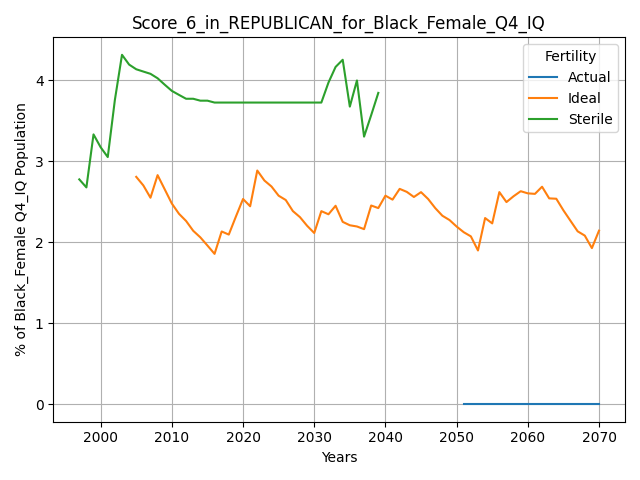 Score_6_in_REPUBLICAN_for_Black_Female_Q4_IQ
% of Black_Female Q4_IQ Population
4
3
2
1
0
Fertility
Actual
Ideal
Sterile
2000 2010 2020 2030 2040 2050 2060 2070
Years